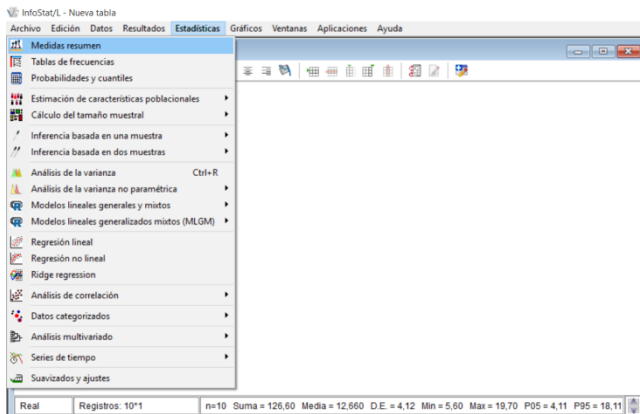 InfoStat/L - Nueva tabla
Archivo Edición Datos Resultados Estadísticas Gráficos Ventanas Aplicaciones Ayuda
Medidas resumen
Tablas de frecuencias
Probabilidades y cuantiles
Estimación de características poblacionales
Cálculo del tamaño muestral
Inferencia basada en una muestra
Inferencia basada en dos muestras
Análisis de la varianza Ctrl+R
Análisis de la varianza no paramétrica
Modelos lineales generales y mixtos
Modelos lineales generalizados mixtos (MLGM)
Regresión lineal
Regresión no lineal
Ridge regression
Análisis de correlación
Datos categorizados
Análisis multivariado
Series de tiempo
Suavizados y ajustes
Real Registros: 10*1 n=10 Suma = 126,60 Media = 12,660 D.E. = 4,12 Min = 5,60 Max = 19,70 P05 = 4,11 P95 = 18,11